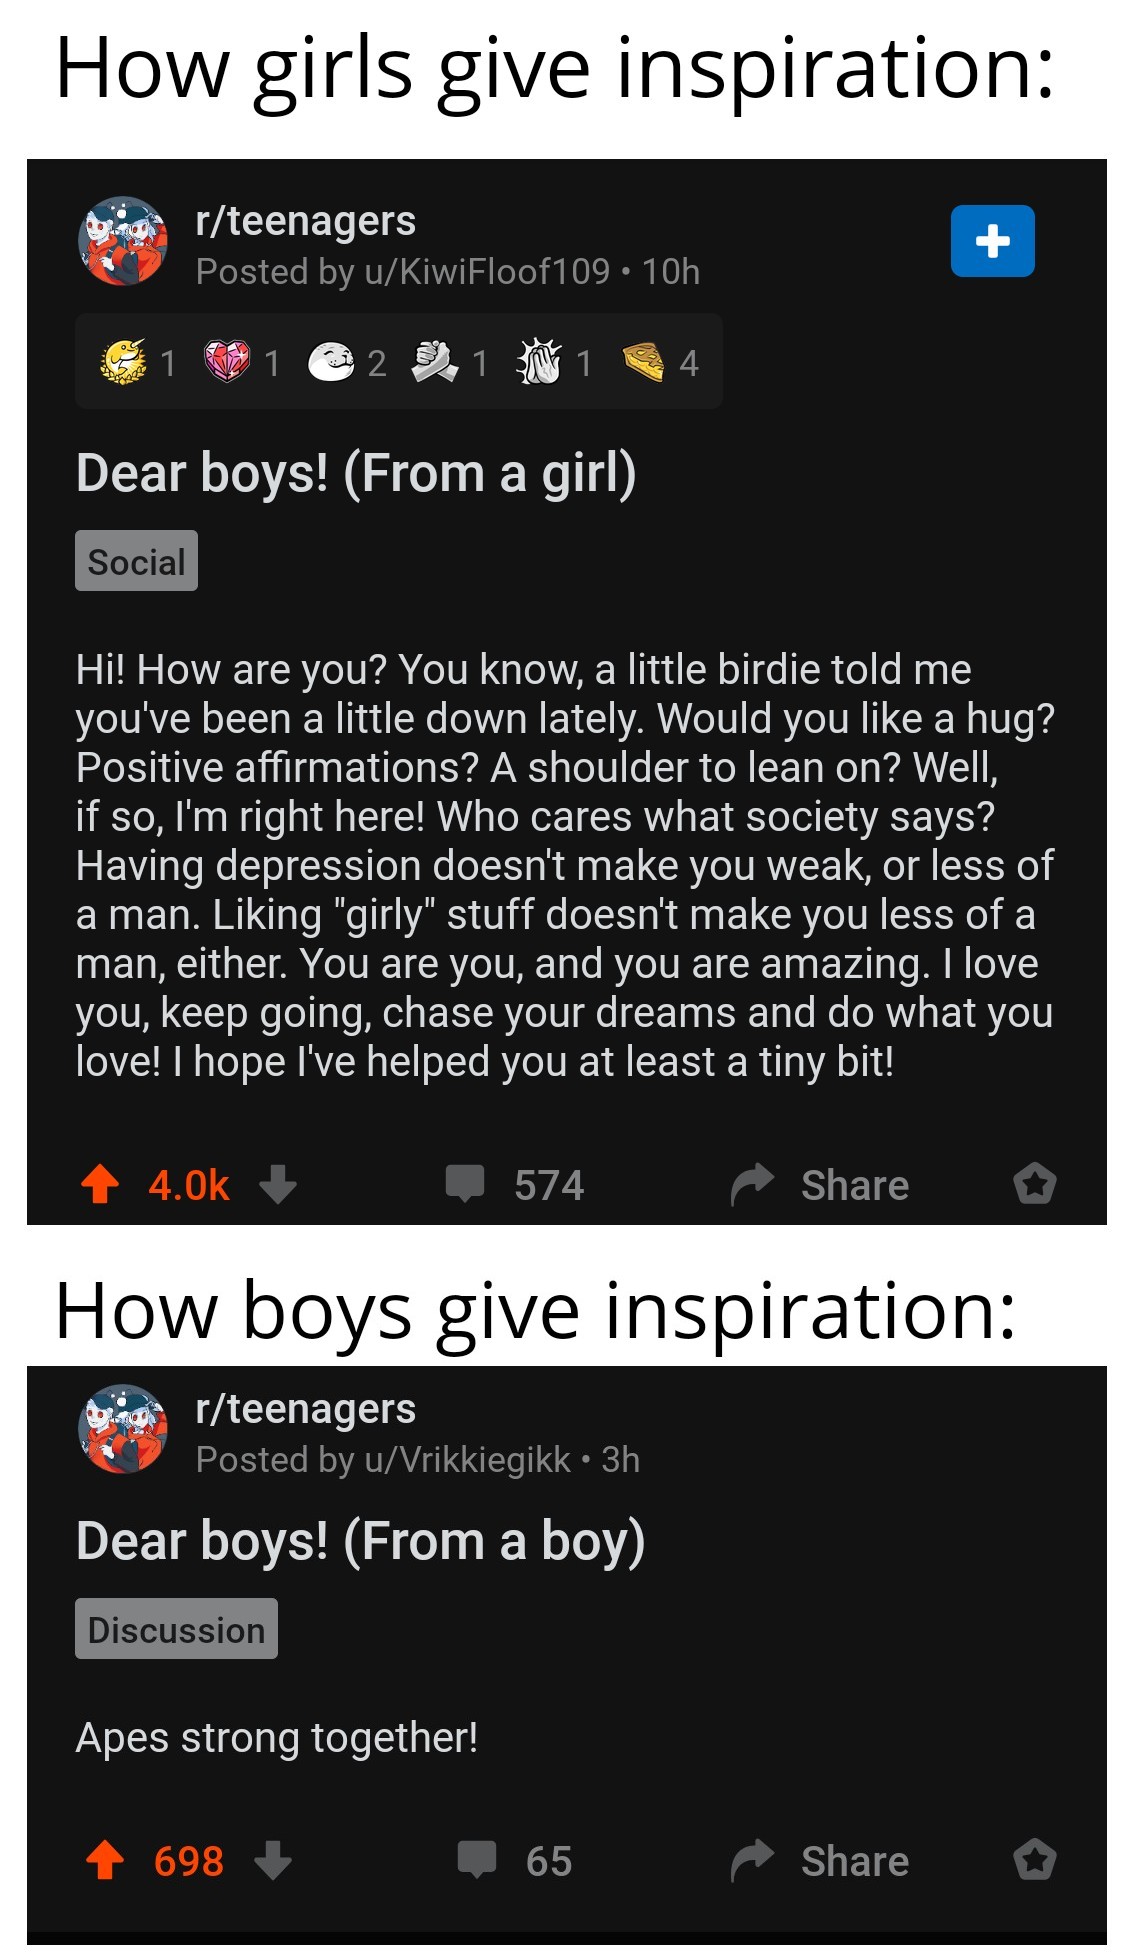 How girls give inspiration:
r/teenagers
Posted by u/KiwiFloof109 • 10h
1 1 2 1 1 4
Dear boys! (From a girl)
Social
Hi! How are you? You know, a little birdie told me
you've been a little down lately. Would you like a hug?
Positive affirmations? A shoulder to lean on? Well,
if so, I'm right here! Who cares what society says?
Having depression doesn't make you weak, or less of
a man. Liking "girly" stuff doesn't make you less of a
man, either. You are you, and you are amazing. I love
you, keep going, chase your dreams and do what you
love! I hope I've helped you at least a tiny bit!
4.0k 574 Share
How boys give inspiration:
r/teenagers
Posted by u/Vrikkiegikk • 3h
Dear boys! (From a boy)
Discussion
Apes strong together!
698 65 Share